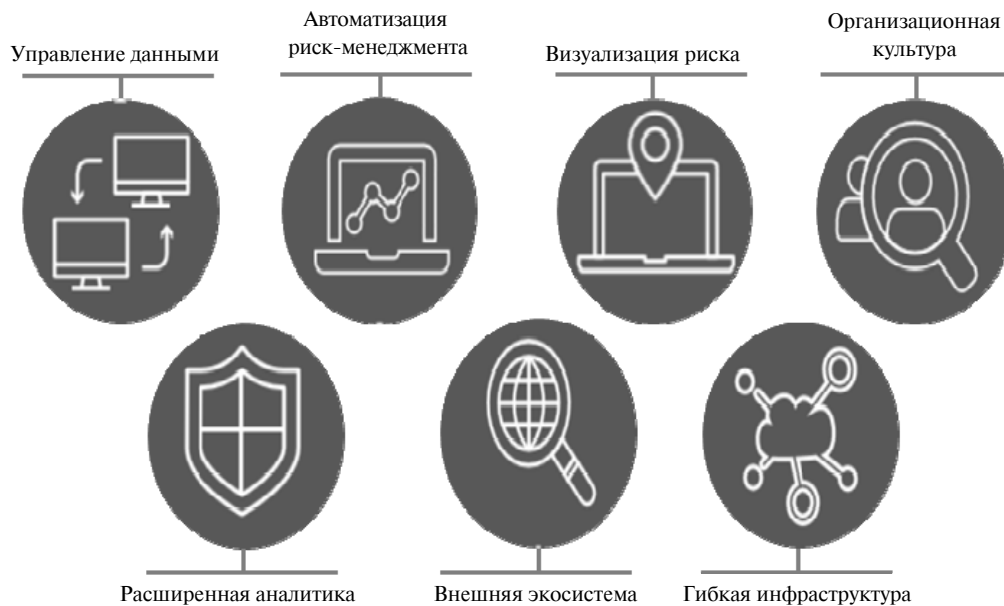 Управление данными
Автоматизация
риск-менеджмента
Визуализация риска
Организационная
культура
Расширенная аналитика
Внешняя экосистема
Гибкая инфраструктура